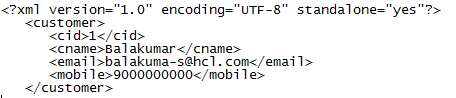 <?xml version="1.0" encoding="UTF-8" standalone="yes"?>
<customer>
<cid>1</cid>
<cname>Balakumar</cname>
<email>balakuma-s@hcl.com</email>
<mobile>9000000000</mobile>
</customer>